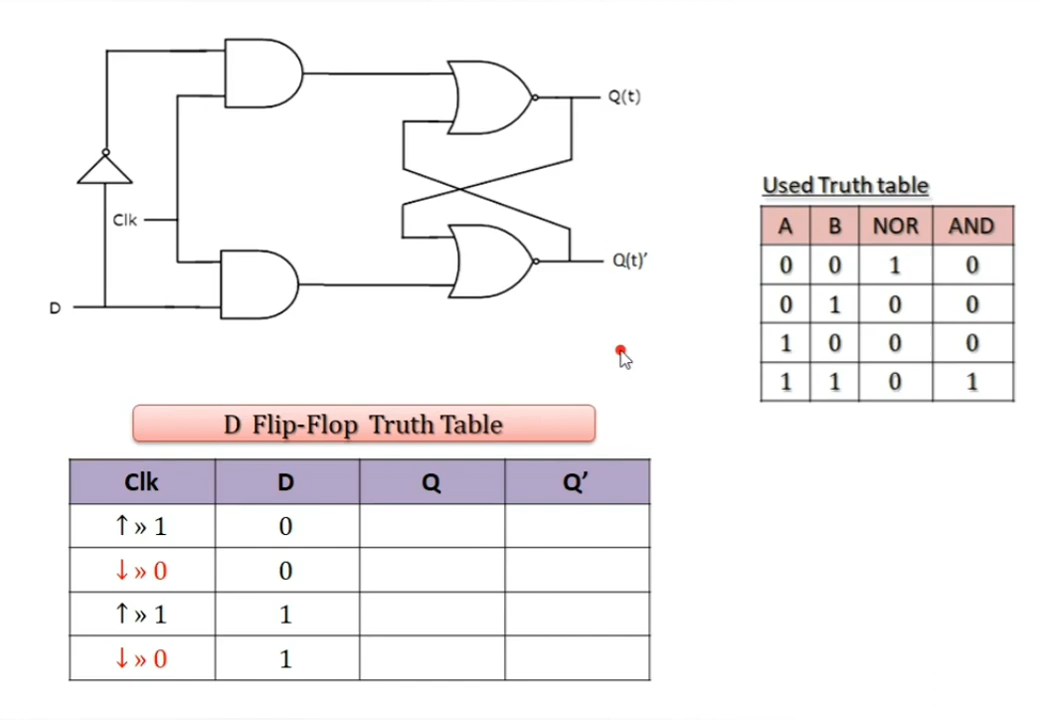 Q(t)
Used Truth table
A B NOR AND
Clk
Q(t)′
0 0 1 0
D
0 1 0 0
1 0 0 0
1 1 0 1
D Flip-Flop Truth Table
Clk D Q Q′
↑ » 1 0
↓ » 0 0
↑ » 1 1
↓ » 0 1